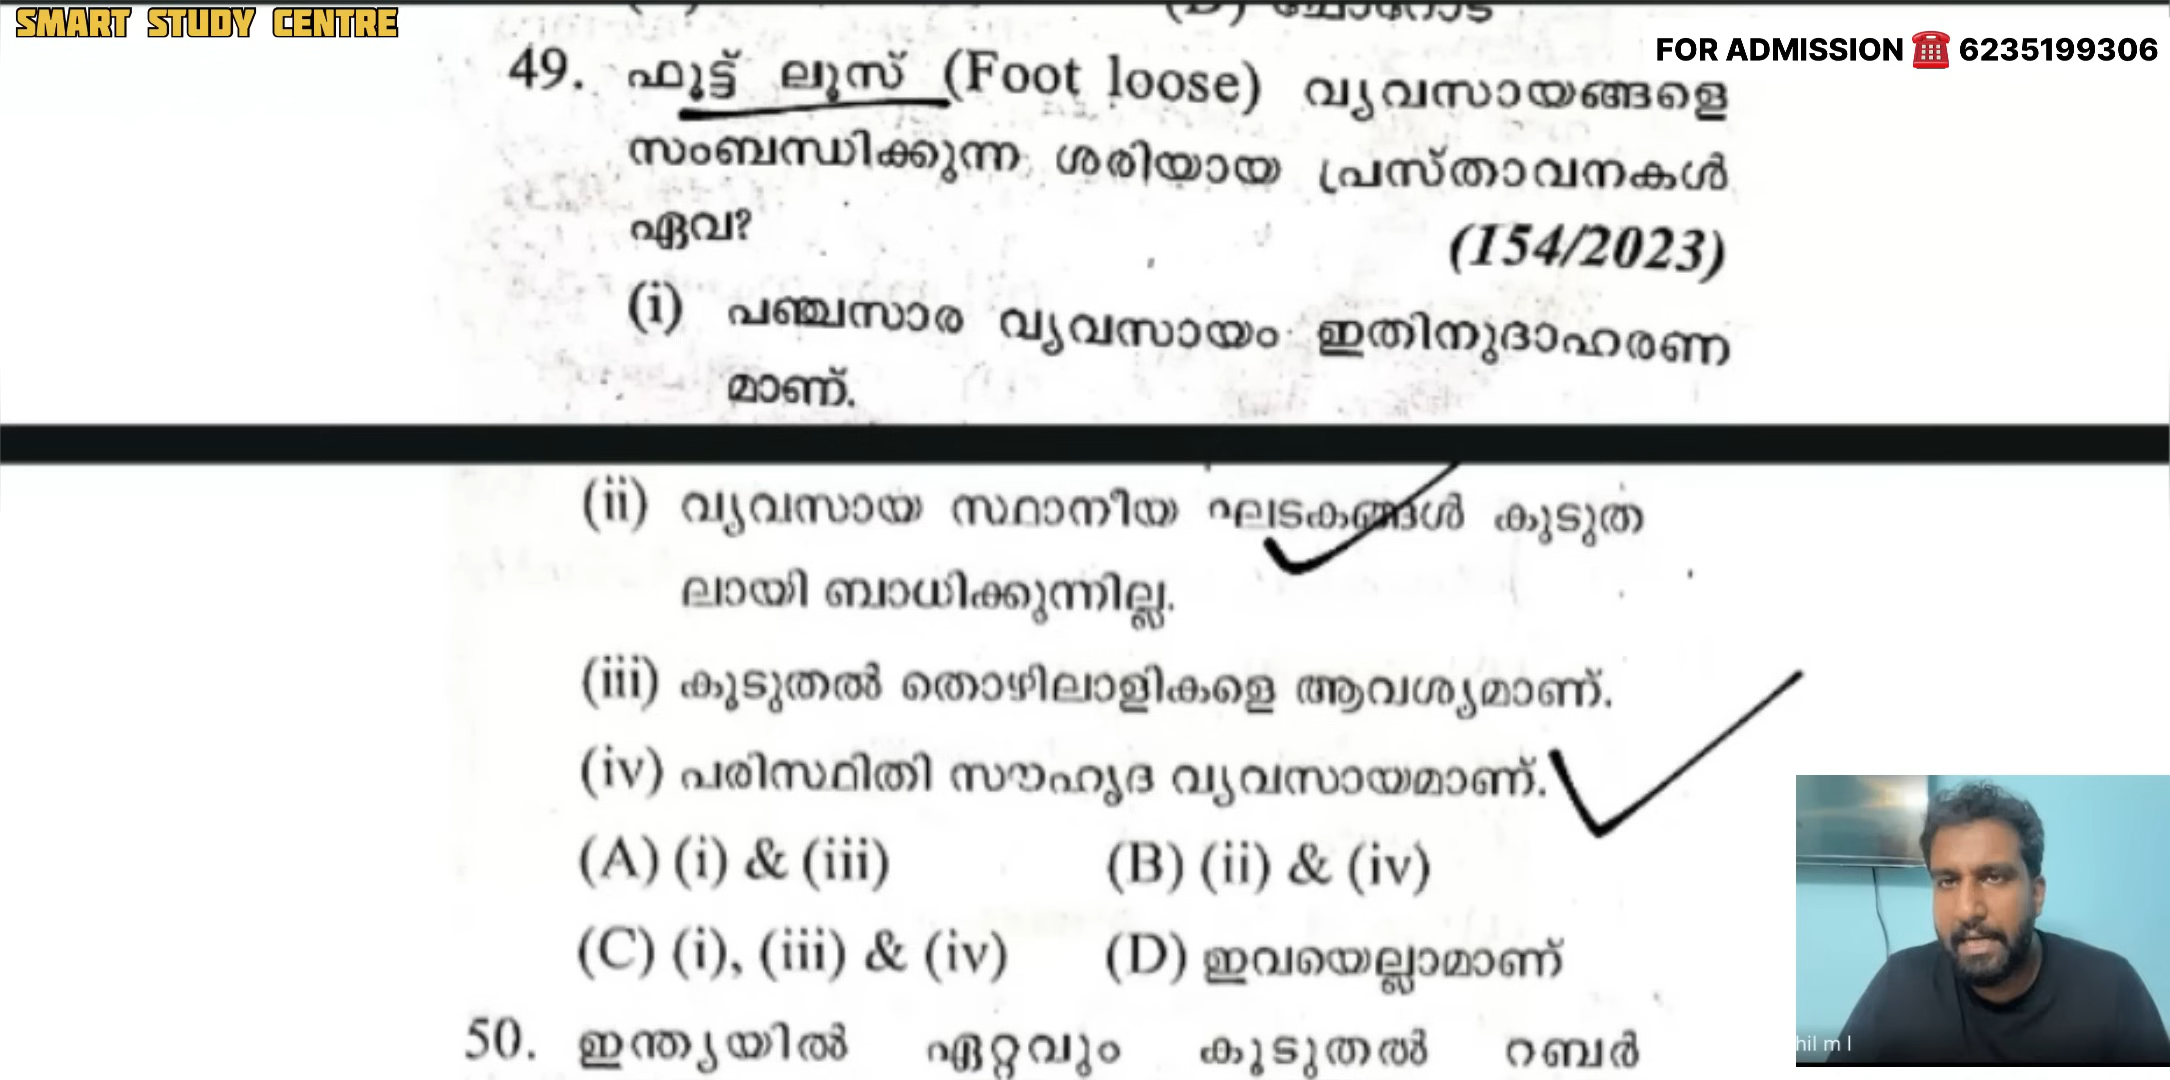 SMART STUDY CENTRE
FOR ADMISSION ☎ 6235199306
49. ഫുട്ട് ലൂസ് (Foot loose) വ്യവസായങ്ങളെ
സംബന്ധിക്കുന്ന ശരിയായ പ്രസ്താവനകൾ
ഏവ?
(154/2023)
(i) പഞ്ചസാര വ്യവസായം ഇതിനുദാഹരണ
മാണ്.
(ii) വ്യവസായ സ്ഥാനീയ ഘടകങ്ങൾ കൂടുത
ലായി ബാധിക്കുന്നില്ല.
(iii) കൂടുതൽ തൊഴിലാളികളെ ആവശ്യമാണ്.
(iv) പരിസ്ഥിതി സൗഹൃദ വ്യവസായമാണ്.
(A) (i) & (iii)
(B) (ii) & (iv)
(C) (i), (iii) & (iv)
(D) ഇവയെല്ലാമാണ്
50. ഇന്ത്യയിൽ ഏറ്റവും കൂടുതൽ റബർ
hil m l